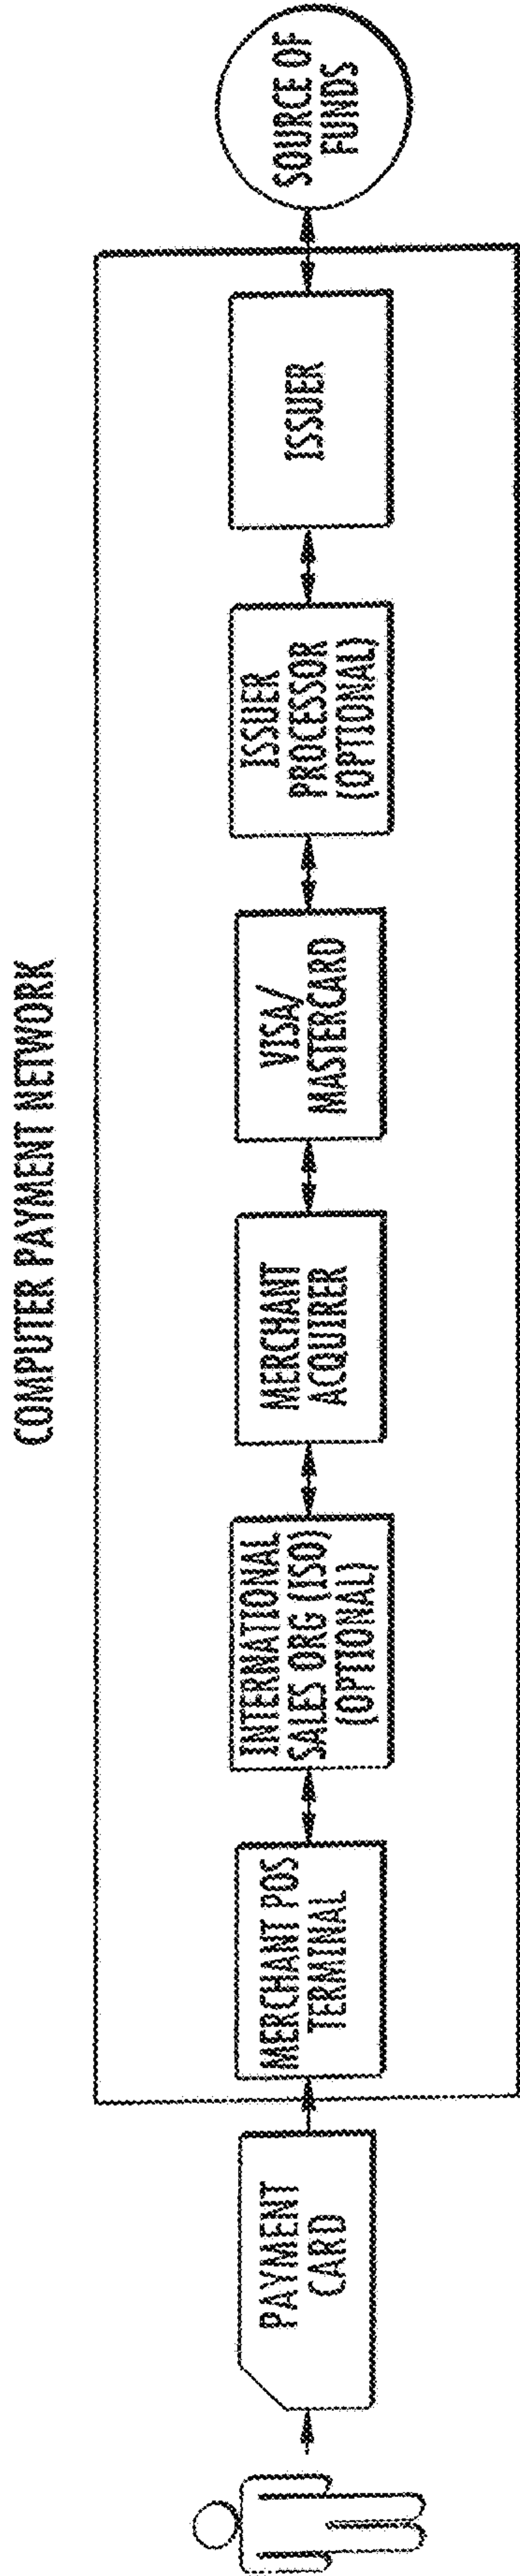 COMPUTER PAYMENT NETWORK
PAYMENT
CARD
MERCHANT POS
TERMINAL
INTERNATIONAL
SALES ORG (ISO)
(OPTIONAL)
MERCHANT
ACQUIRER
VISA/
MASTERCARD
ISSUER
PROCESSOR
(OPTIONAL)
ISSUER
SOURCE OF
FUNDS